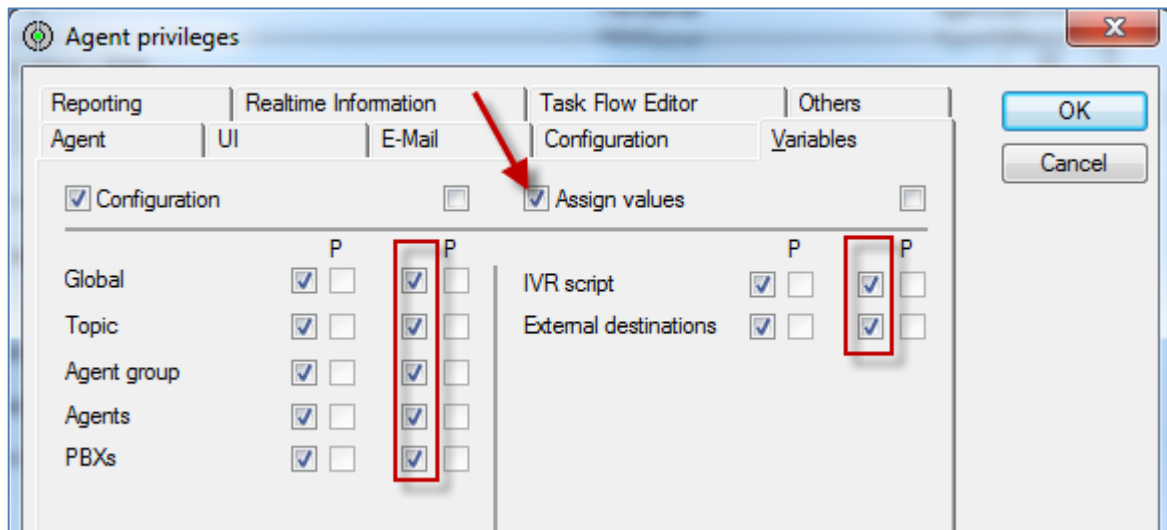 Agent privileges
Reporting Realtime Information Task Flow Editor Others
Agent UI E-Mail Configuration Variables
OK
Cancel
Configuration Assign values
P P P P
Global IVR script
Topic External destinations
Agent group
Agents
PBXs